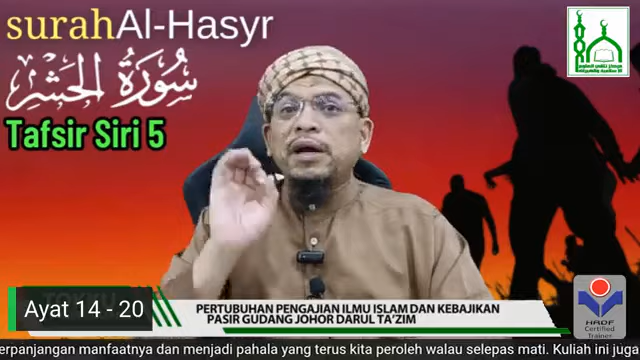 surah Al-Hasyr
سُورَةُ الحَشْر
Tafsir Siri 5
Ayat 14 - 20
PERTUBUHAN PENGAJIAN ILMU ISLAM DAN KEBAJIKAN
PASIR GUDANG JOHOR DARUL TA'ZIM
HRDF
Certified
Trainer
erpanjangan manfaatnya dan menjadi pahala yang terus kita peroleh walau selepas mati. Kuliah ini juga